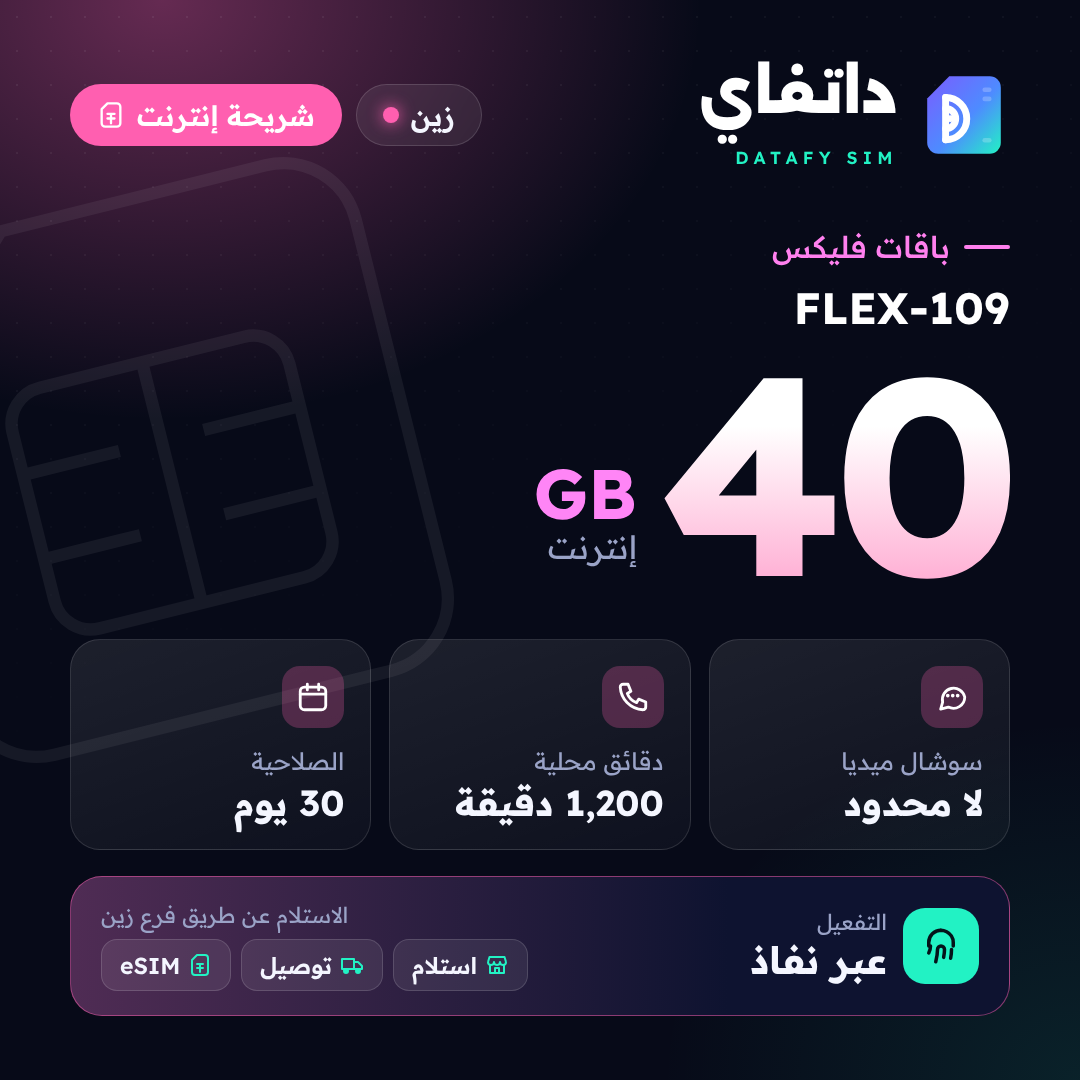 داتفاي
DATAFY SIM
زين
شريحة إنترنت
باقات فليكس
FLEX-109
40
GB
إنترنت
سوشال ميديا
لا محدود
دقائق محلية
1,200 دقيقة
الصلاحية
30 يوم
التفعيل
عبر نفاذ
الاستلام عن طريق فرع زين
استلام
توصيل
eSIM